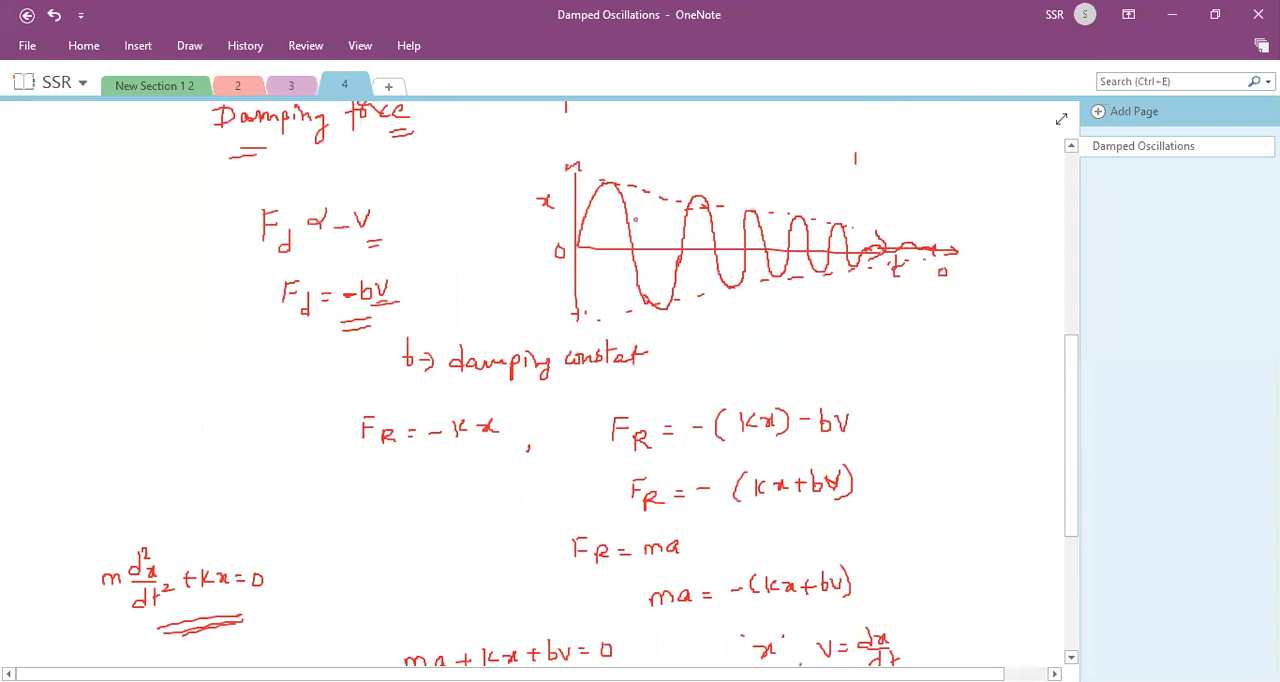 Damped Oscillations - OneNote
SSR S
File Home Insert Draw History Review View Help
SSR New Section 1 2 2 3 4 +
Search (Ctrl+E)
Add Page
Damped Oscillations
Damping force
x
0
t
0
F_d ∝ -v
F_d = -bv
b → damping constat
F_R = -kx ,
F_R = -(kx) - bv
F_R = -(kx+bv)
F_R = ma
m d²x/dt² + kx = 0
ma = -(kx+bv)
ma + kx + bv = 0
'x', v = dx/dt